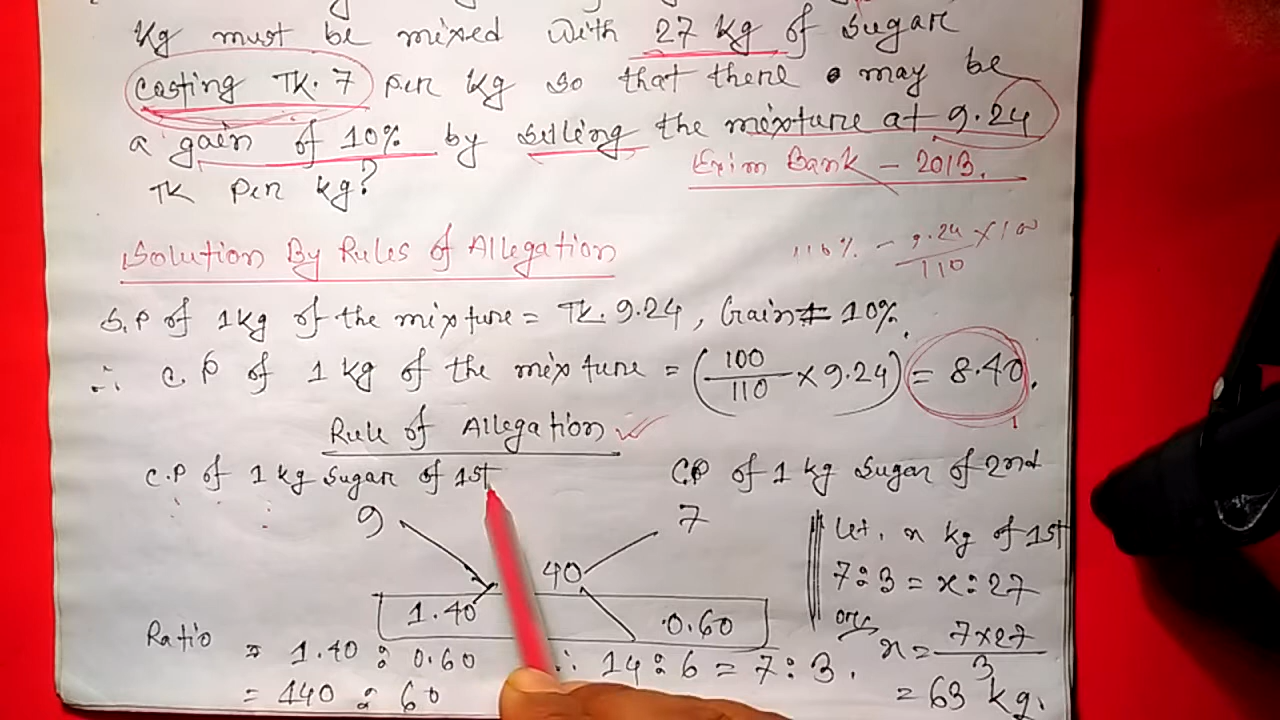 Kg must be mixed with 27 kg of sugar
Costing TK. 7 per kg so that there may be
a gain of 10% by selling the mixture at 9.24
TK per kg?
Exim Bank - 2013.
Solution By Rules of Allegation
110% - 9.24/110 × 100
S.P of 1kg of the mixture = TK. 9.24, Gain = 10%.
∴ C.P of 1 kg of the mixture = (100/110 × 9.24) = 8.40.
Rule of Allegation
C.P of 1 kg Sugar of 1st
C.P of 1 kg Sugar of 2nd
9
7
40
1.40
0.60
Let, x kg of 1st
7:3 = x:27
or,
x = 7×27/3
= 63 kg.
Ratio = 1.40 : 0.60 ∴ 14:6 = 7:3.
= 140 : 60